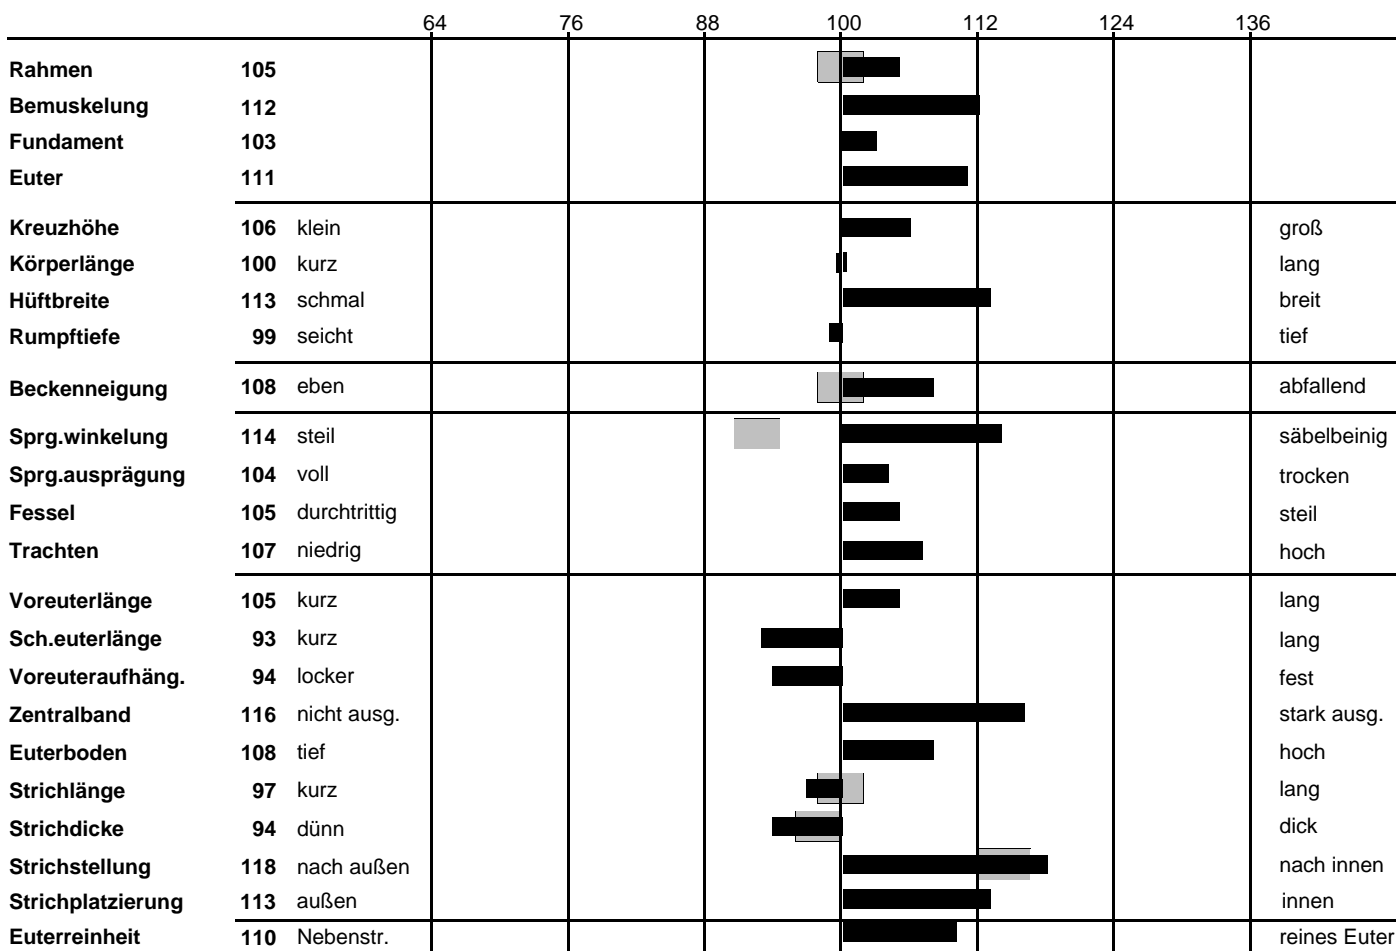 64 76 88 100 112 124 136
Rahmen 105
Bemuskelung 112
Fundament 103
Euter 111
Kreuzhöhe 106 klein groß
Körperlänge 100 kurz lang
Hüftbreite 113 schmal breit
Rumpftiefe 99 seicht tief
Beckenneigung 108 eben abfallend
Sprg.winkelung 114 steil säbelbeinig
Sprg.ausprägung 104 voll trocken
Fessel 105 durchtrittig steil
Trachten 107 niedrig hoch
Voreuterlänge 105 kurz lang
Sch.euterlänge 93 kurz lang
Voreuteraufhäng. 94 locker fest
Zentralband 116 nicht ausg. stark ausg.
Euterboden 108 tief hoch
Strichlänge 97 kurz lang
Strichdicke 94 dünn dick
Strichstellung 118 nach außen nach innen
Strichplatzierung 113 außen innen
Euterreinheit 110 Nebenstr. reines Euter